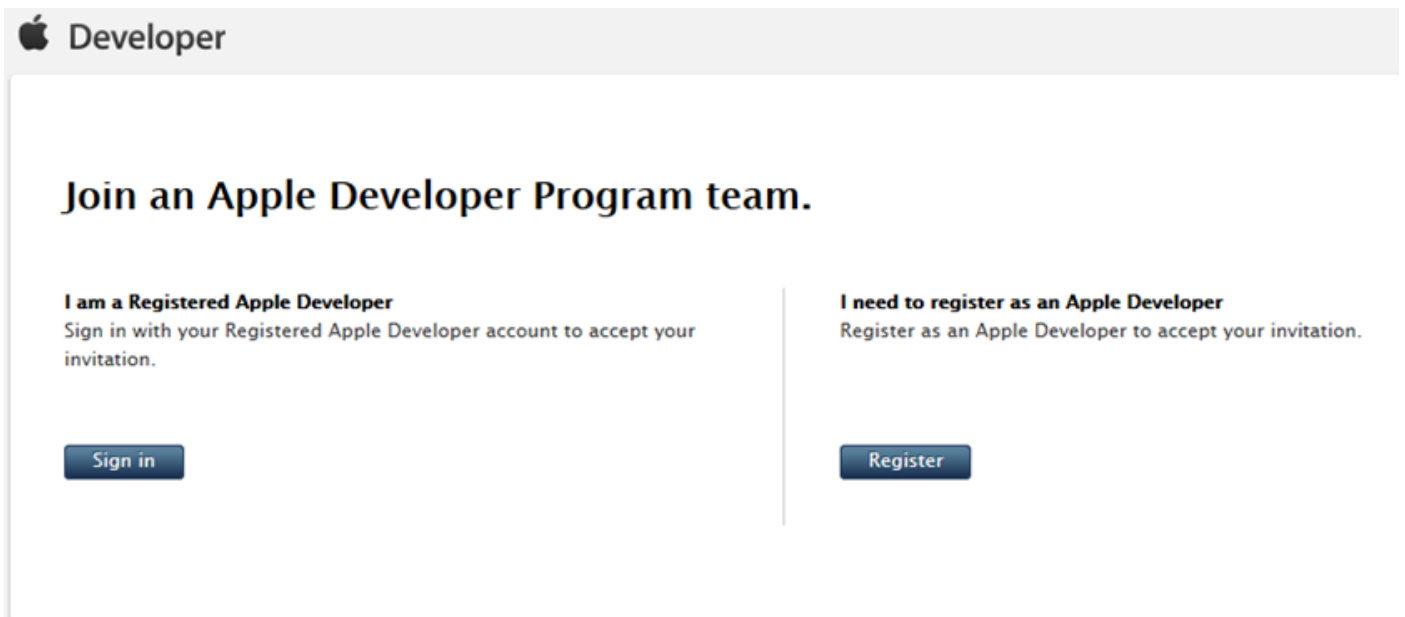 Developer
Join an Apple Developer Program team.
I am a Registered Apple Developer
Sign in with your Registered Apple Developer account to accept your
invitation.
Sign in
I need to register as an Apple Developer
Register as an Apple Developer to accept your invitation.
Register